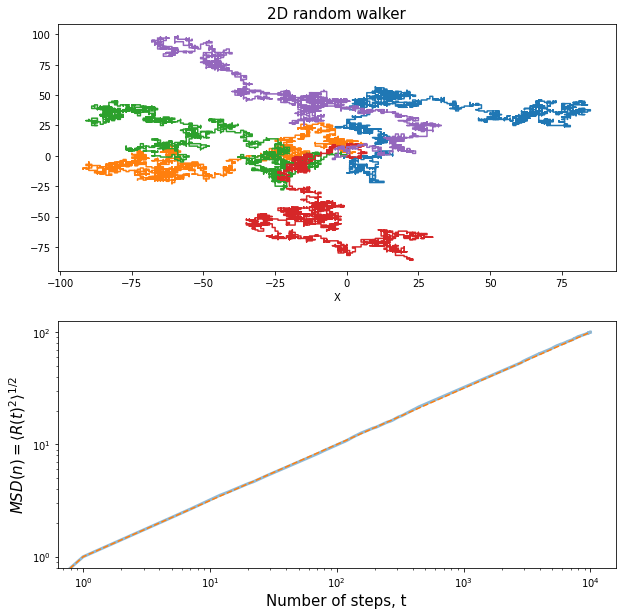 2D random walker
100
75
50
25
0
−25
−50
−75
−100 −75 −50 −25 0 25 50 75
X
MSD(n) = ⟨R(t)²⟩^{1/2}
10²
10¹
10⁰
10⁰ 10¹ 10² 10³ 10⁴
Number of steps, t